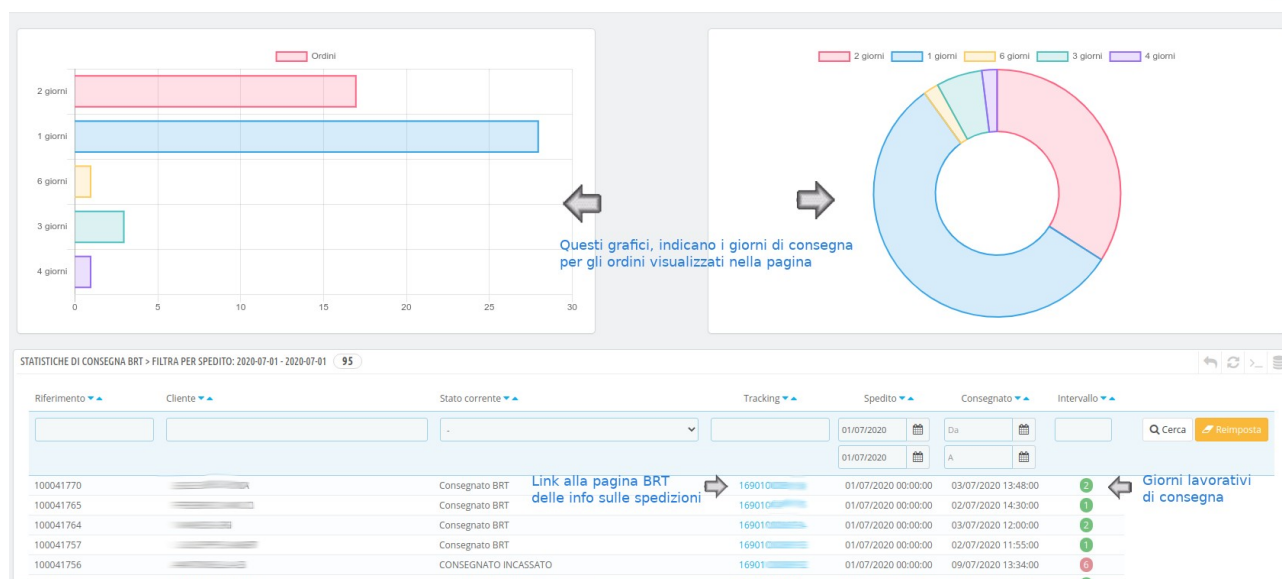 Ordini
2 giorni
1 giorni
6 giorni
3 giorni
4 giorni
0 5 10 15 20 25 30
2 giorni 1 giorni 6 giorni 3 giorni 4 giorni
Questi grafici, indicano i giorni di consegna
per gli ordini visualizzati nella pagina
STATISTICHE DI CONSEGNA BRT > FILTRA PER SPEDITO: 2020-07-01 - 2020-07-01 95
Riferimento Cliente Stato corrente Tracking Spedito Consegnato Intervallo
- 01/07/2020 Da Cerca Reimposta
01/07/2020 A
Link alla pagina BRT
delle info sulle spedizioni
Giorni lavorativi
di consegna
100041770 Consegnato BRT 169010 01/07/2020 00:00:00 03/07/2020 13:48:00 2
100041765 Consegnato BRT 16901 01/07/2020 00:00:00 02/07/2020 14:30:00 1
100041764 Consegnato BRT 16901 01/07/2020 00:00:00 03/07/2020 12:00:00 2
100041757 Consegnato BRT 16901 01/07/2020 00:00:00 02/07/2020 11:55:00 1
100041756 CONSEGNATO INCASSATO 16901 01/07/2020 00:00:00 09/07/2020 13:34:00 6